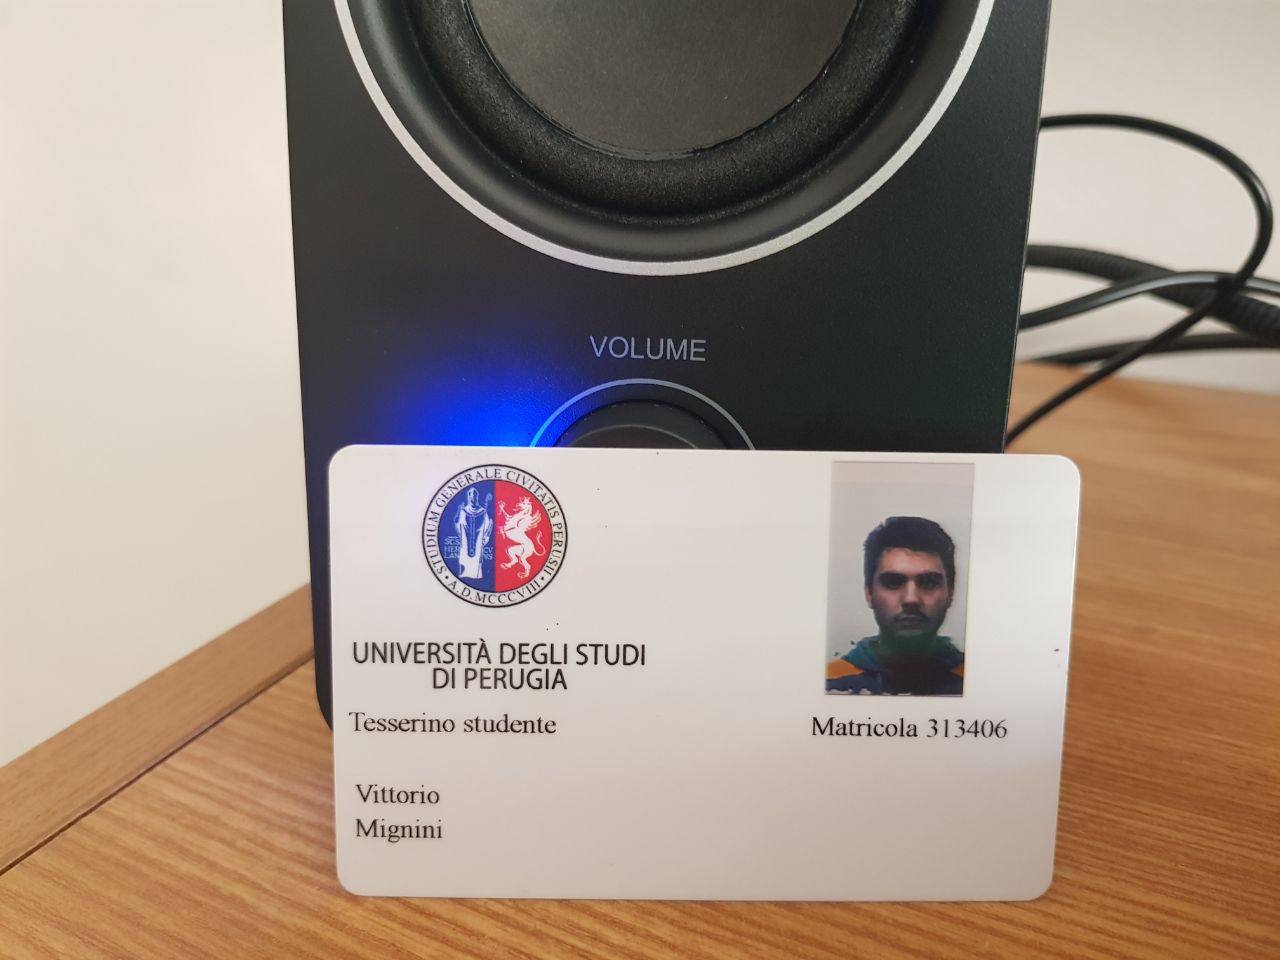 VOLUME
STUDIUM GENERALE CIVITATIS PERUSII
A.D. MCCCVIII
UNIVERSITÀ DEGLI STUDI
DI PERUGIA
Tesserino studente
Matricola 313406
Vittorio
Mignini